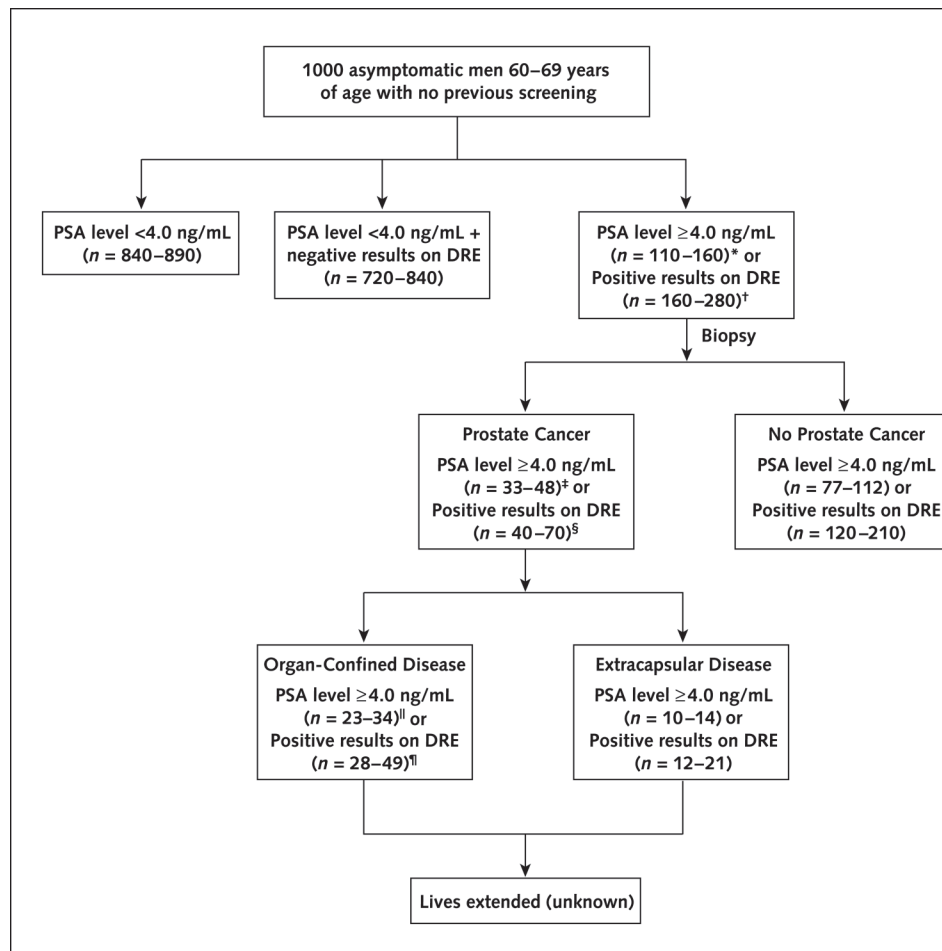 1000 asymptomatic men 60–69 years
of age with no previous screening
PSA level <4.0 ng/mL
(n = 840–890)
PSA level <4.0 ng/mL +
negative results on DRE
(n = 720–840)
PSA level ≥4.0 ng/mL
(n = 110–160)* or
Positive results on DRE
(n = 160–280)†
Biopsy
Prostate Cancer
PSA level ≥4.0 ng/mL
(n = 33–48)‡ or
Positive results on DRE
(n = 40–70)§
No Prostate Cancer
PSA level ≥4.0 ng/mL
(n = 77–112) or
Positive results on DRE
(n = 120–210)
Organ-Confined Disease
PSA level ≥4.0 ng/mL
(n = 23–34)‖ or
Positive results on DRE
(n = 28–49)¶
Extracapsular Disease
PSA level ≥4.0 ng/mL
(n = 10–14) or
Positive results on DRE
(n = 12–21)
Lives extended (unknown)